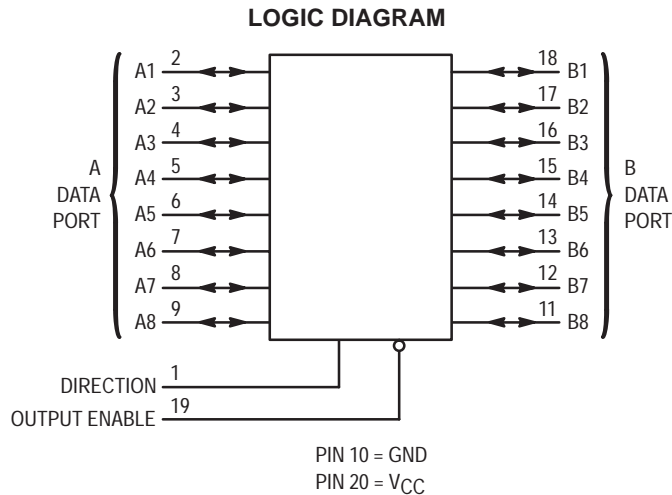 LOGIC DIAGRAM
A DATA PORT
A1 2
A2 3
A3 4
A4 5
A5 6
A6 7
A7 8
A8 9
18 B1
17 B2
16 B3
15 B4
14 B5
13 B6
12 B7
11 B8
B DATA PORT
DIRECTION 1
OUTPUT ENABLE 19
PIN 10 = GND
PIN 20 = VCC